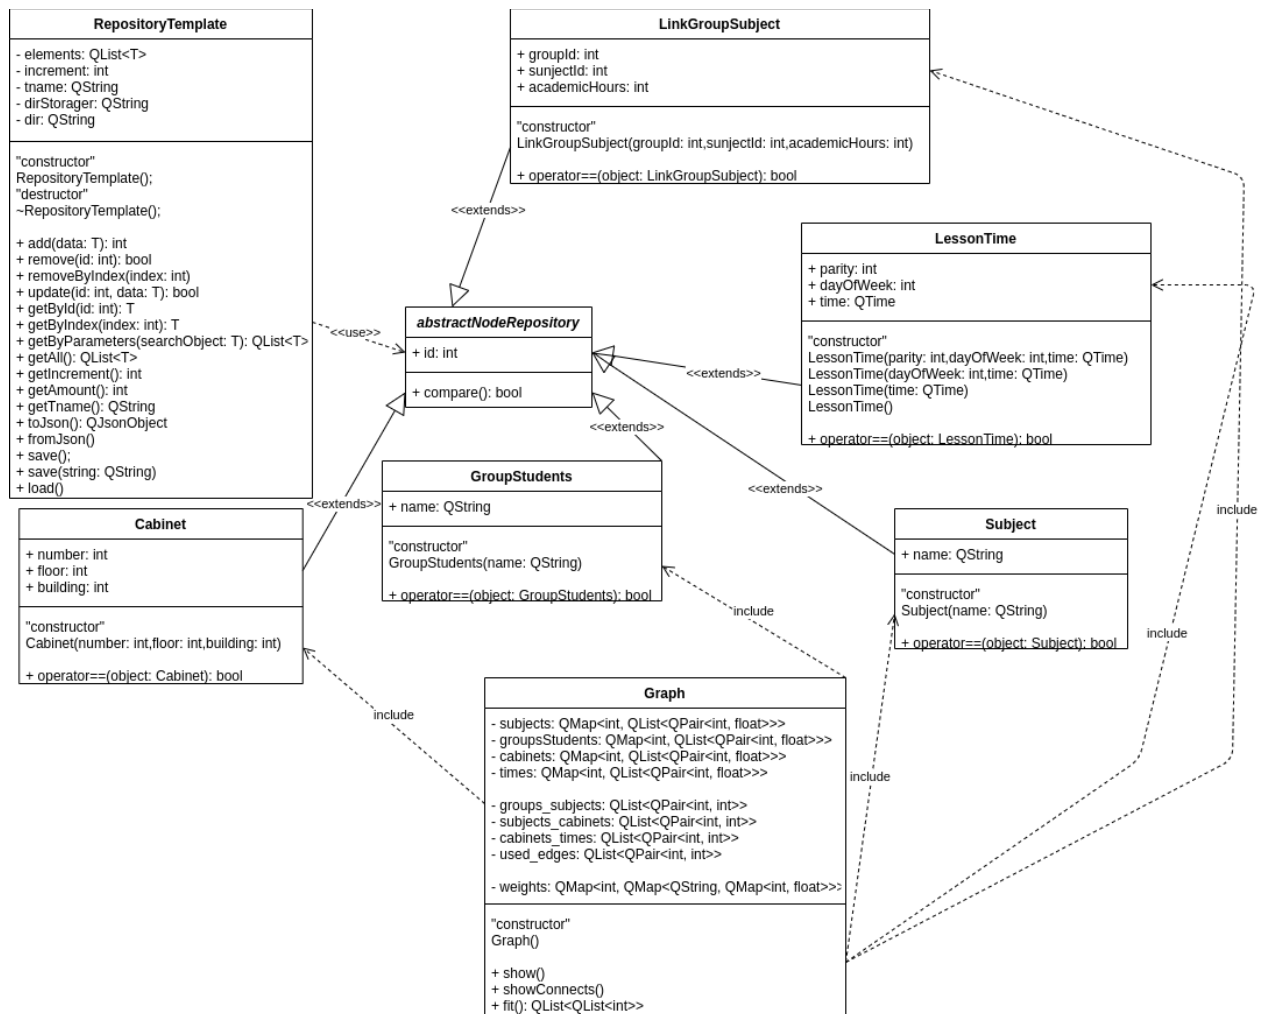 RepositoryTemplate
- elements: QList<T>
- increment: int
- tname: QString
- dirStorager: QString
- dir: QString
"constructor"
RepositoryTemplate();
"destructor"
~RepositoryTemplate();
+ add(data: T): int
+ remove(id: int): bool
+ removeByIndex(index: int)
+ update(id: int, data: T): bool
+ getById(id: int): T
+ getByIndex(index: int): T
+ getByParameters(searchObject: T): QList<T>
+ getAll(): QList<T>
+ getIncrement(): int
+ getAmount(): int
+ getTname(): QString
+ toJson(): QJsonObject
+ fromJson()
+ save();
+ save(string: QString)
+ load()
LinkGroupSubject
+ groupId: int
+ sunjectId: int
+ academicHours: int
"constructor"
LinkGroupSubject(groupId: int,sunjectId: int,academicHours: int)
+ operator==(object: LinkGroupSubject): bool
<<extends>>
LessonTime
+ parity: int
+ dayOfWeek: int
+ time: QTime
"constructor"
LessonTime(parity: int,dayOfWeek: int,time: QTime)
LessonTime(dayOfWeek: int,time: QTime)
LessonTime(time: QTime)
LessonTime()
+ operator==(object: LessonTime): bool
<<use>>
abstractNodeRepository
+ id: int
+ compare(): bool
<<extends>>
<<extends>>
<<extends>>
<<extends>>
GroupStudents
+ name: QString
"constructor"
GroupStudents(name: QString)
+ operator==(object: GroupStudents): bool
Cabinet
+ number: int
+ floor: int
+ building: int
"constructor"
Cabinet(number: int,floor: int,building: int)
+ operator==(object: Cabinet): bool
Subject
+ name: QString
"constructor"
Subject(name: QString)
+ operator==(object: Subject): bool
include
include
include
include
include
Graph
- subjects: QMap<int, QList<QPair<int, float>>>
- groupsStudents: QMap<int, QList<QPair<int, float>>>
- cabinets: QMap<int, QList<QPair<int, float>>>
- times: QMap<int, QList<QPair<int, float>>>
- groups_subjects: QList<QPair<int, int>>
- subjects_cabinets: QList<QPair<int, int>>
- cabinets_times: QList<QPair<int, int>>
- used_edges: QList<QPair<int, int>>
- weights: QMap<int, QMap<QString, QMap<int, float>>>
"constructor"
Graph()
+ show()
+ showConnects()
+ fit(): QList<QList<int>>